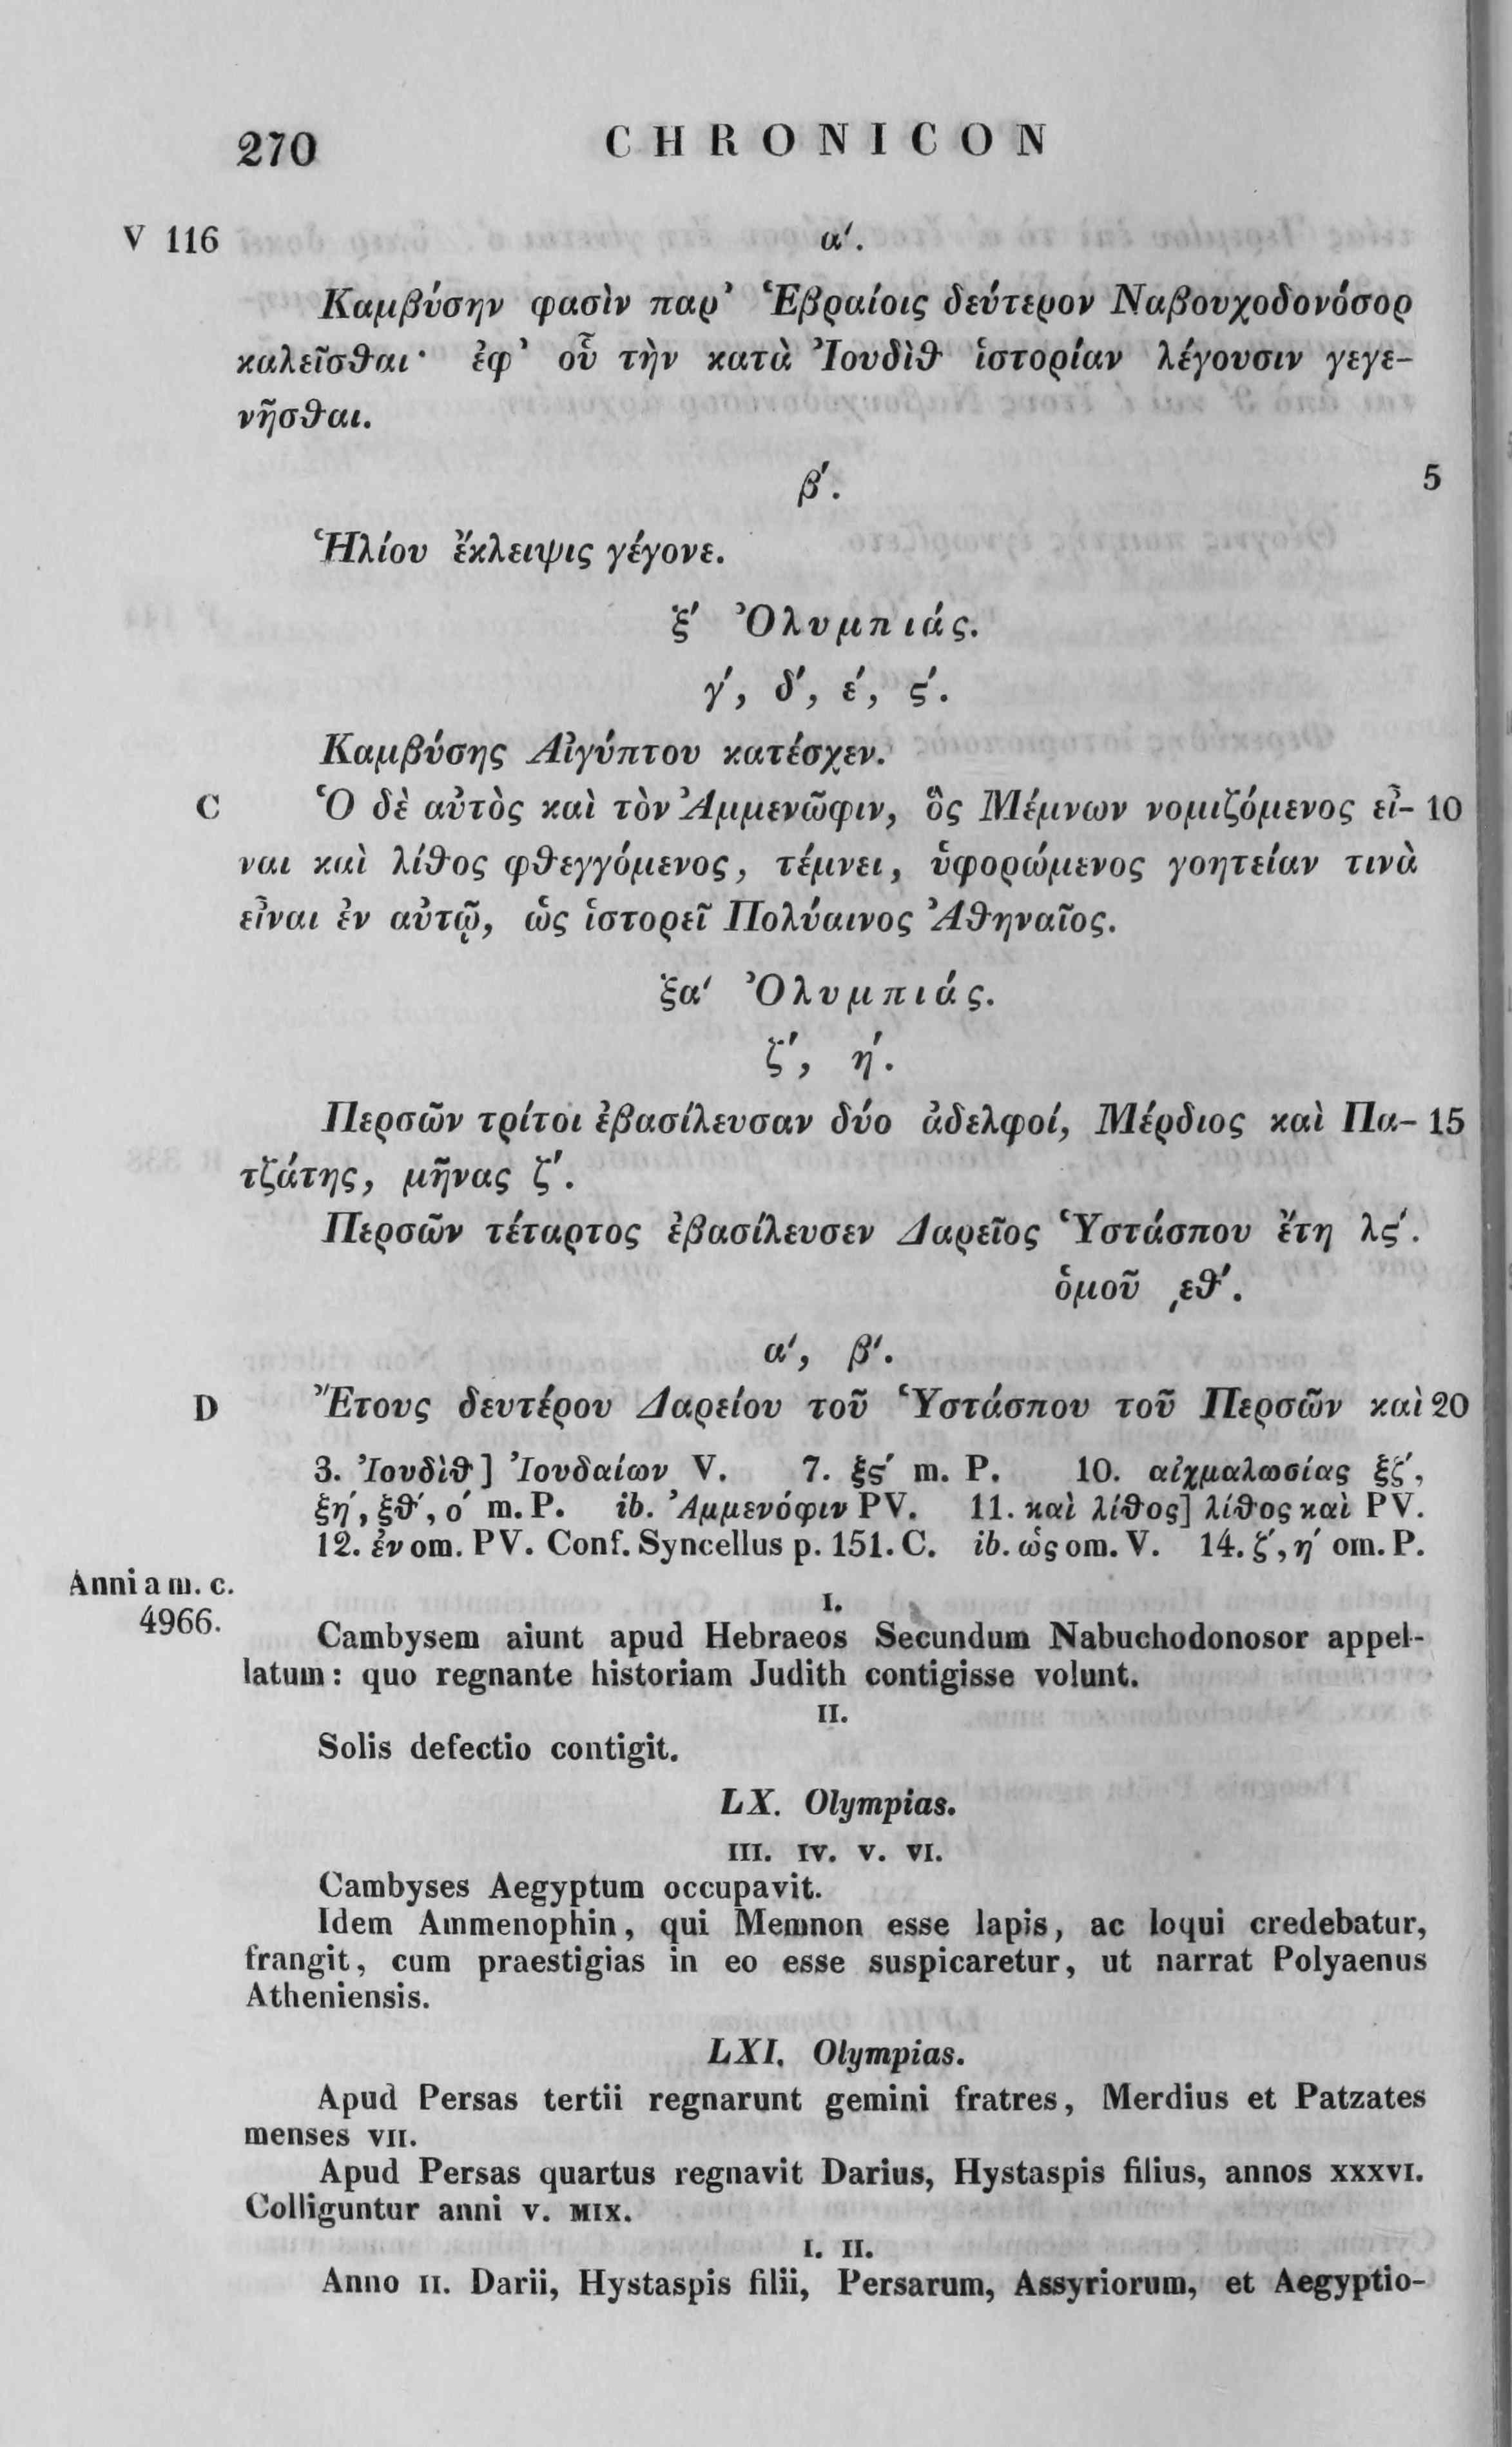 270 CHRONICON
V 116 α′.
Καμβύσην φασὶν παρ᾿ Ἑβραίοις δεύτερον Ναβουχοδονόσορ
καλεῖσθαι· ἐφ᾿ οὗ τὴν κατὰ Ἰουδὶθ ἱστορίαν λέγουσιν γεγε-
νῆσθαι.
β′. 5
Ἡλίου ἔκλειψις γέγονε.
ξ′ Ὀλυμπιάς.
γ′, δ′, ε′, ς′.
Καμβύσης Αἰγύπτου κατέσχεν.
C Ὁ δὲ αὐτὸς καὶ τὸν Ἀμμενῶφιν, ὃς Μέμνων νομιζόμενος εἶ- 10
ναι καὶ λίθος φθεγγόμενος, τέμνει, ὑφορώμενος γοητείαν τινὰ
εἶναι ἐν αὐτῷ, ὡς ἱστορεῖ Πολύαινος Ἀθηναῖος.
ξα′ Ὀλυμπιάς.
ζ′, η′.
Περσῶν τρίτοι ἐβασίλευσαν δύο ἀδελφοί, Μέρδιος καὶ Πα- 15
τζάτης, μῆνας ζ′.
Περσῶν τέταρτος ἐβασίλευσεν Δαρεῖος Ὑστάσπου ἔτη λς′.
ὁμοῦ ͵εθ′.
α′, β′.
D Ἔτους δευτέρου Δαρείου τοῦ Ὑστάσπου τοῦ Περσῶν καὶ 20
3. Ἰουδὶθ] Ἰουδαίων V. 7. ξς′ m. P. 10. αἰχμαλωσίας ξζ′,
ξη′, ξθ′, ο′ m. P. ib. Ἀμμενόφιν PV. 11. καὶ λίθος] λίθος καὶ PV.
12. ἐν om. PV. Conf. Syncellus p. 151. C. ib. ὡς om. V. 14. ζ′, η′ om. P.
Anni a m. c.
4966.
I.
Cambysem aiunt apud Hebraeos Secundum Nabuchodonosor appel-
latum: quo regnante historiam Judith contigisse volunt.
II.
Solis defectio contigit.
LX. Olympias.
III. IV. V. VI.
Cambyses Aegyptum occupavit.
Idem Ammenophin, qui Memnon esse lapis, ac loqui credebatur,
frangit, cum praestigias in eo esse suspicaretur, ut narrat Polyaenus
Atheniensis.
LXI. Olympias.
Apud Persas tertii regnarunt gemini fratres, Merdius et Patzates
menses VII.
Apud Persas quartus regnavit Darius, Hystaspis filius, annos XXXVI.
Colliguntur anni V. MIX.
I. II.
Anno II. Darii, Hystaspis filii, Persarum, Assyriorum, et Aegyptio-